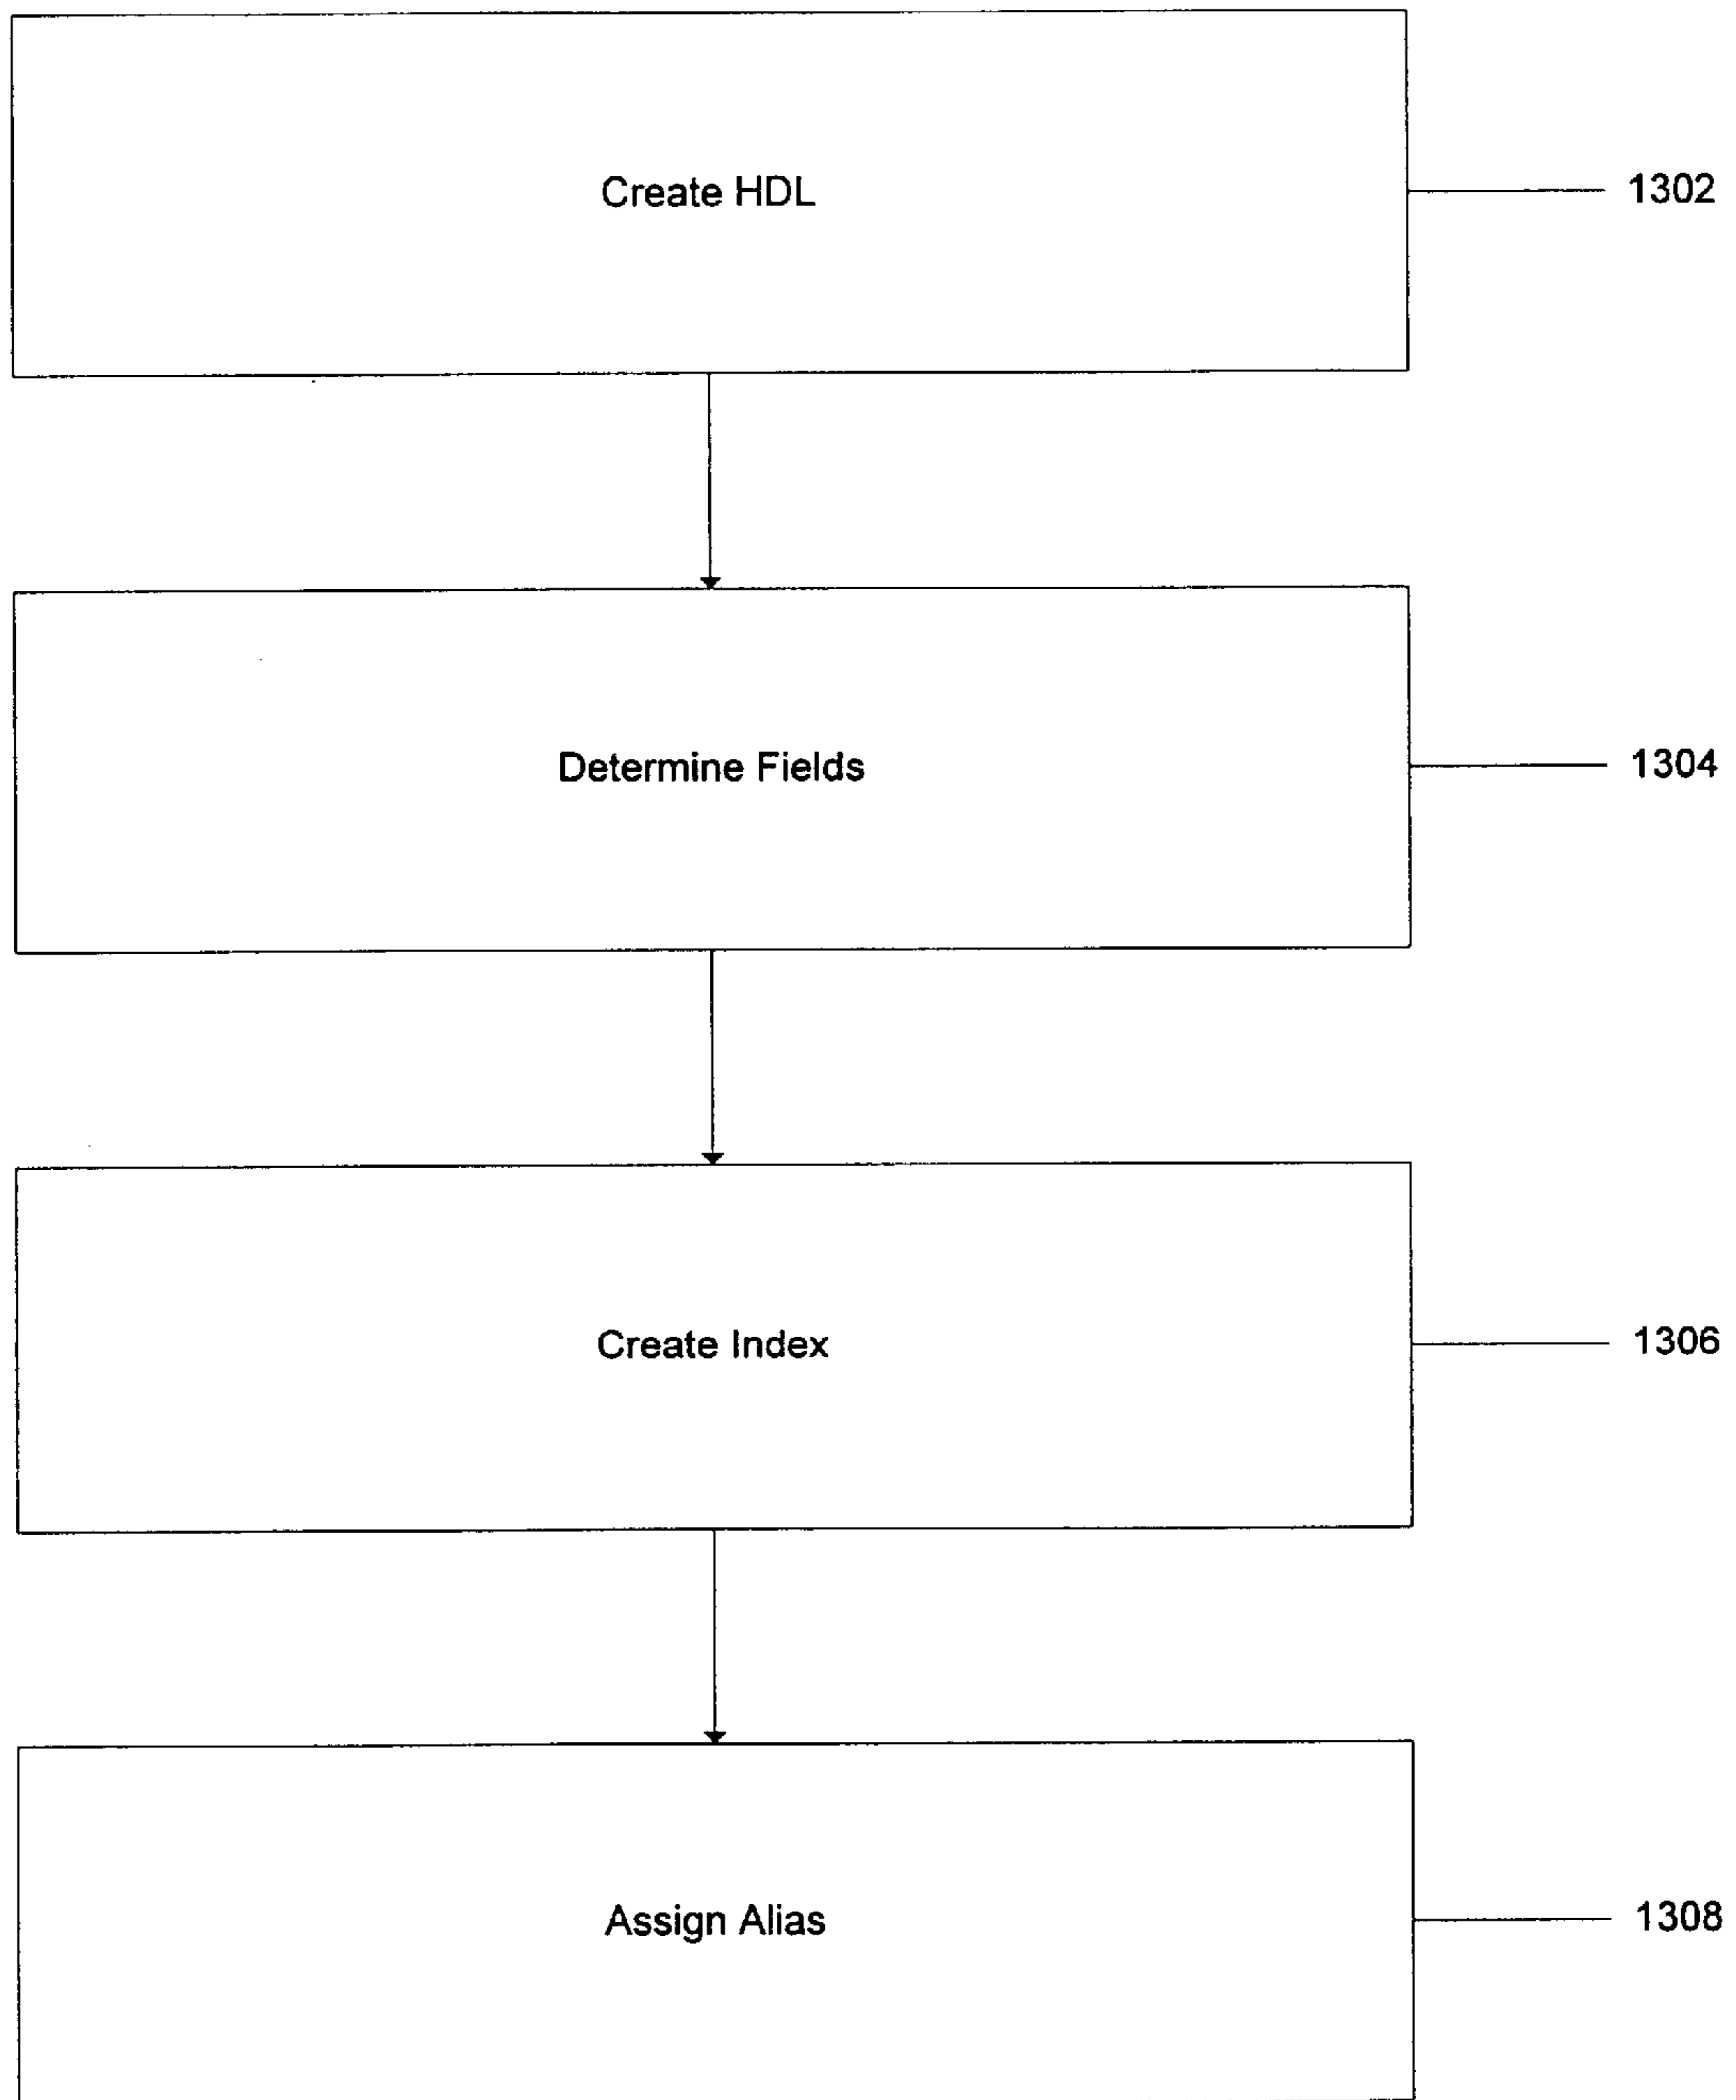 Create HDL
1302
Determine Fields
1304
Create Index
1306
Assign Alias
1308